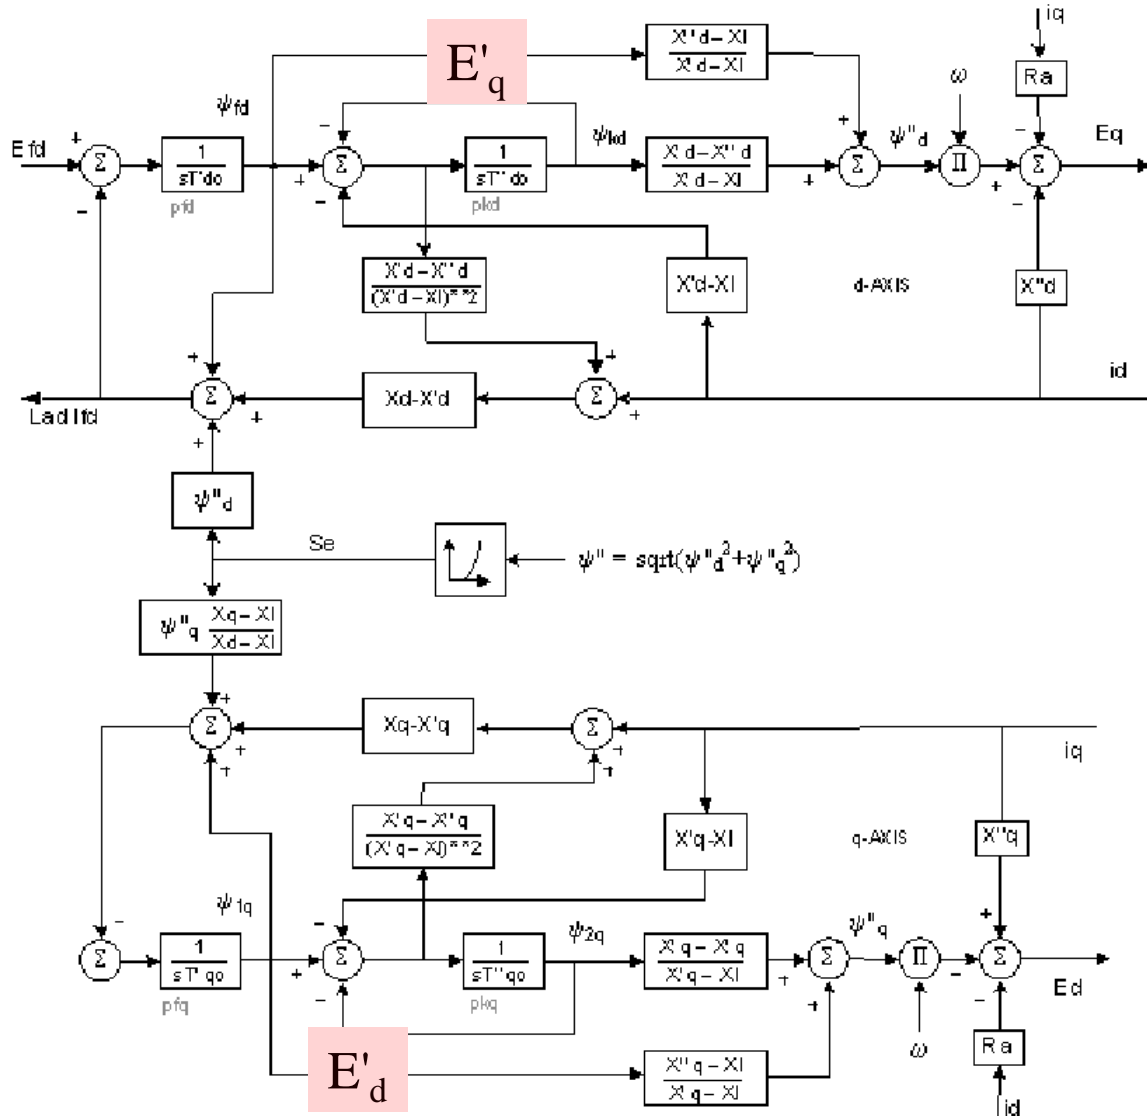 iq
E'q
X''d-Xl
X'd-Xl
Ra
ω
ψfd
Efd
+
Σ
-
1
sT'do
pfd
+
-
Σ
-
1
sT''do
pkd
ψkd
X'd-X''d
X'd-Xl
+
+
Σ
ψ''d
Π
+
-
Σ
-
Eq
X'd-X''d
(X'd-Xl)**2
X'd-Xl
d-AXIS
X''d
+
+
id
Lad Ifd
Σ
+
Xd-X'd
Σ
+
+
ψ''d
Se
ψ'' = sqrt(ψ''d²+ψ''q²)
ψ''q Xq-Xl
Xd-Xl
+
Σ
+
+
Xq-X'q
Σ
+
+
iq
X'q-X''q
(X'q-Xl)**2
X'q-Xl
q-AXIS
X''q
-
Σ
ψ1q
1
sT'qo
pfq
-
+
Σ
-
1
sT''qo
pkq
ψ2q
X'q-X'q
X'q-Xl
+
+
Σ
ψ''q
Π
-
+
Σ
-
Ed
E'd
X''q-Xl
X'q-Xl
ω
Ra
id